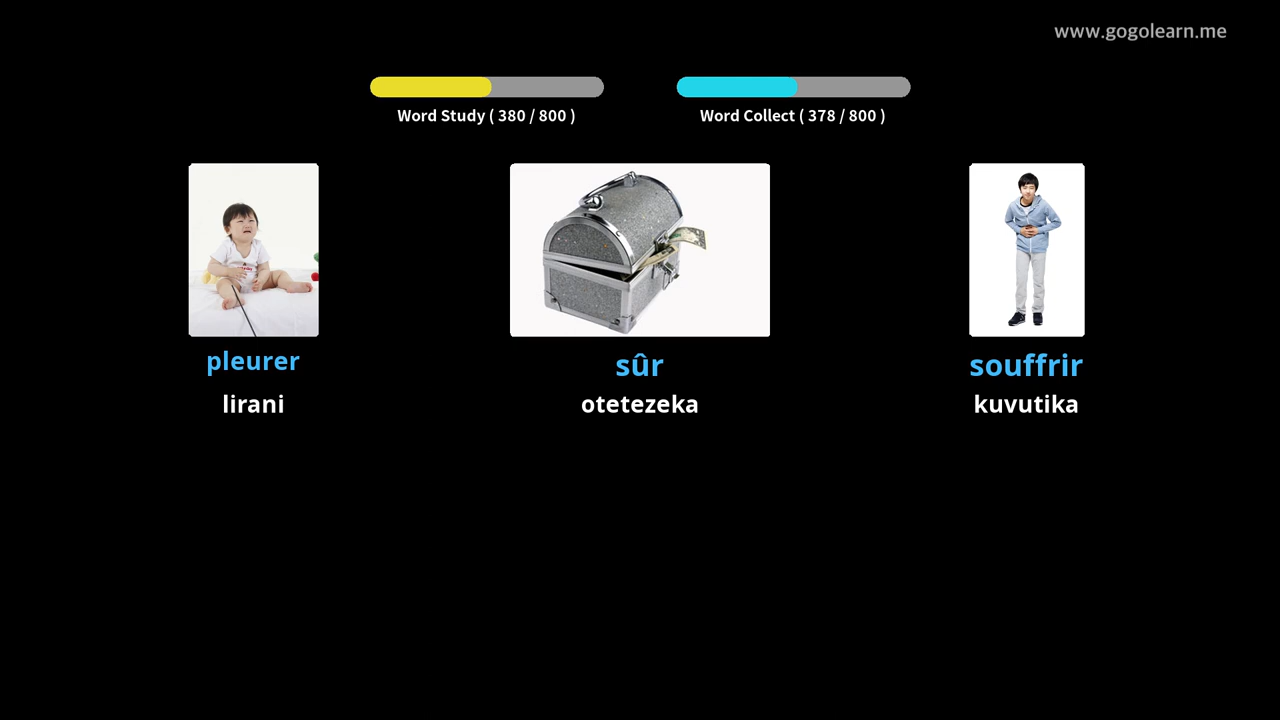 www.gogolearn.me
Word Study ( 380 / 800 )
Word Collect ( 378 / 800 )
pleurer
lirani
sûr
otetezeka
souffrir
kuvutika